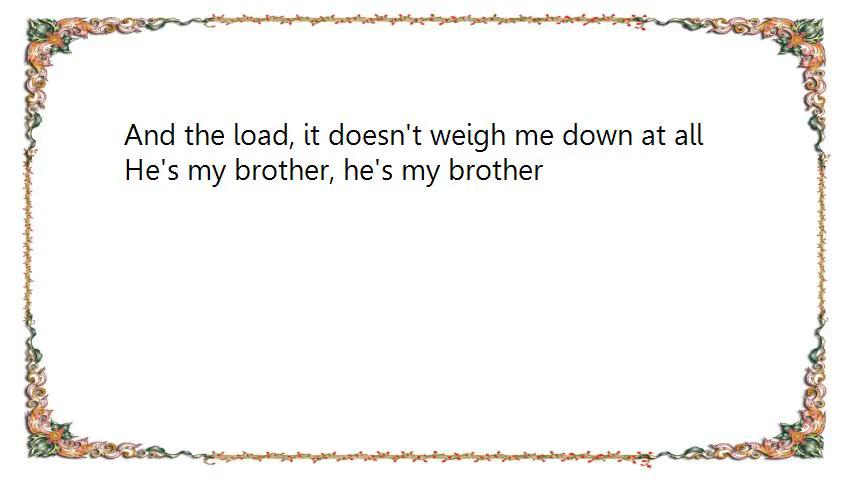 And the load, it doesn't weigh me down at all
He's my brother, he's my brother